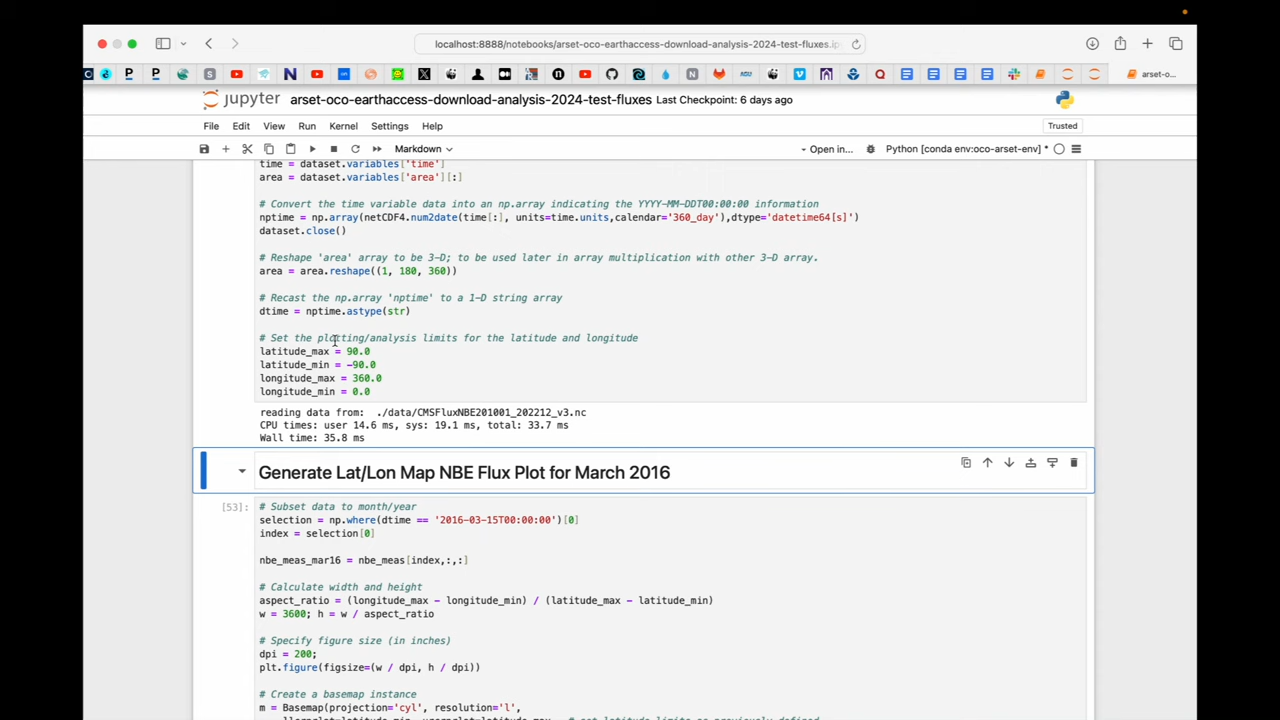 localhost:8888/notebooks/arset-oco-earthaccess-download-analysis-2024-test-fluxes.ip
arset-o...
jupyter arset-oco-earthaccess-download-analysis-2024-test-fluxes Last Checkpoint: 6 days ago
File Edit View Run Kernel Settings Help
Trusted
Markdown
Open in...
Python [conda env:oco-arset-env] *
time = dataset.variables['time']
area = dataset.variables['area'][:]
# Convert the time variable data into an np.array indicating the YYYY-MM-DDT00:00:00 information
nptime = np.array(netCDF4.num2date(time[:], units=time.units,calendar='360_day'),dtype='datetime64[s]')
dataset.close()
# Reshape 'area' array to be 3-D; to be used later in array multiplication with other 3-D array.
area = area.reshape((1, 180, 360))
# Recast the np.array 'nptime' to a 1-D string array
dtime = nptime.astype(str)
# Set the plotting/analysis limits for the latitude and longitude
latitude_max = 90.0
latitude_min = -90.0
longitude_max = 360.0
longitude_min = 0.0
reading data from: ./data/CMSFluxNBE201001_202212_v3.nc
CPU times: user 14.6 ms, sys: 19.1 ms, total: 33.7 ms
Wall time: 35.8 ms
Generate Lat/Lon Map NBE Flux Plot for March 2016
[53]:
# Subset data to month/year
selection = np.where(dtime == '2016-03-15T00:00:00')[0]
index = selection[0]
nbe_meas_mar16 = nbe_meas[index,:,:]
# Calculate width and height
aspect_ratio = (longitude_max - longitude_min) / (latitude_max - latitude_min)
w = 3600; h = w / aspect_ratio
# Specify figure size (in inches)
dpi = 200;
plt.figure(figsize=(w / dpi, h / dpi))
# Create a basemap instance
m = Basemap(projection='cyl', resolution='l',